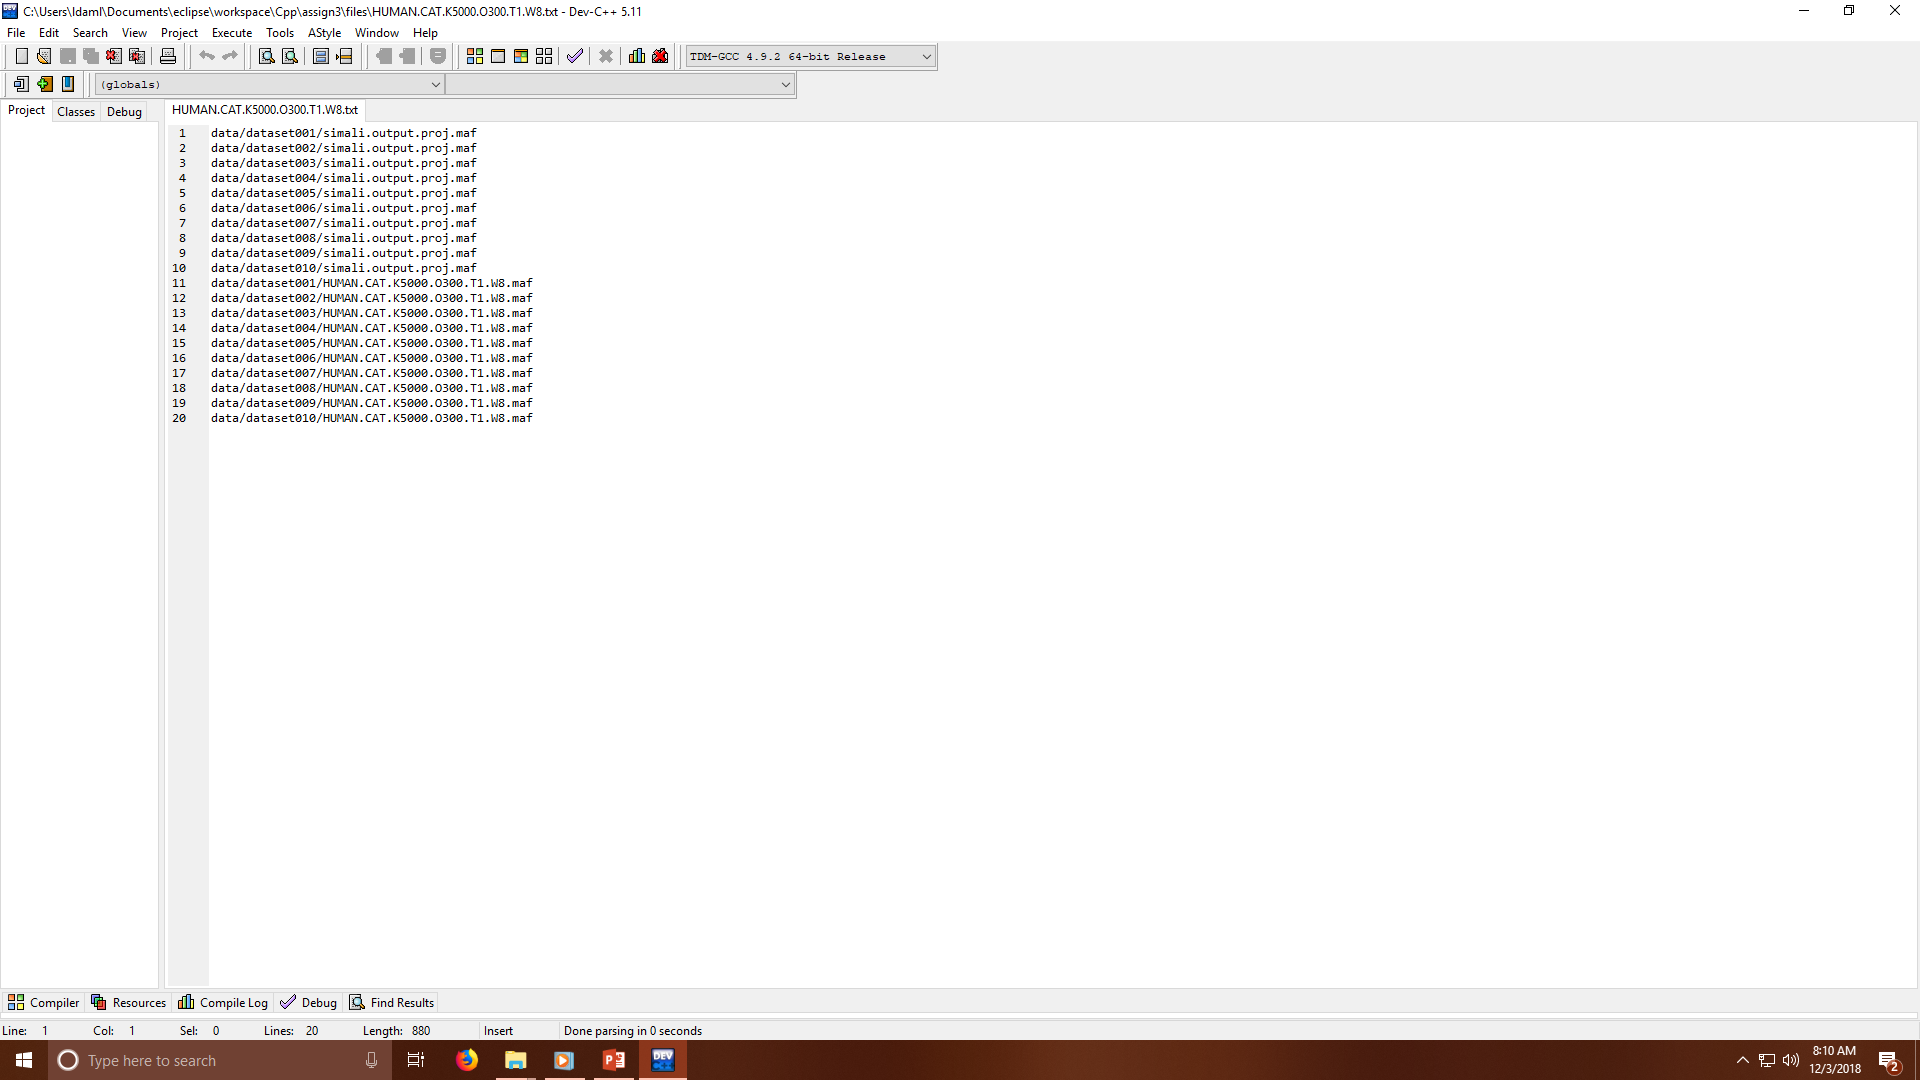 C:\Users\ldaml\Documents\eclipse\workspace\Cpp\assign3\files\HUMAN.CAT.K5000.O300.T1.W8.txt - Dev-C++ 5.11
File Edit Search View Project Execute Tools AStyle Window Help
TDM-GCC 4.9.2 64-bit Release
(globals)
Project Classes Debug HUMAN.CAT.K5000.O300.T1.W8.txt
1 data/dataset001/simali.output.proj.maf
2 data/dataset002/simali.output.proj.maf
3 data/dataset003/simali.output.proj.maf
4 data/dataset004/simali.output.proj.maf
5 data/dataset005/simali.output.proj.maf
6 data/dataset006/simali.output.proj.maf
7 data/dataset007/simali.output.proj.maf
8 data/dataset008/simali.output.proj.maf
9 data/dataset009/simali.output.proj.maf
10 data/dataset010/simali.output.proj.maf
11 data/dataset001/HUMAN.CAT.K5000.O300.T1.W8.maf
12 data/dataset002/HUMAN.CAT.K5000.O300.T1.W8.maf
13 data/dataset003/HUMAN.CAT.K5000.O300.T1.W8.maf
14 data/dataset004/HUMAN.CAT.K5000.O300.T1.W8.maf
15 data/dataset005/HUMAN.CAT.K5000.O300.T1.W8.maf
16 data/dataset006/HUMAN.CAT.K5000.O300.T1.W8.maf
17 data/dataset007/HUMAN.CAT.K5000.O300.T1.W8.maf
18 data/dataset008/HUMAN.CAT.K5000.O300.T1.W8.maf
19 data/dataset009/HUMAN.CAT.K5000.O300.T1.W8.maf
20 data/dataset010/HUMAN.CAT.K5000.O300.T1.W8.maf
Compiler Resources Compile Log Debug Find Results
Line: 1 Col: 1 Sel: 0 Lines: 20 Length: 880 Insert Done parsing in 0 seconds
Type here to search
DEV
8:10 AM
12/3/2018
2